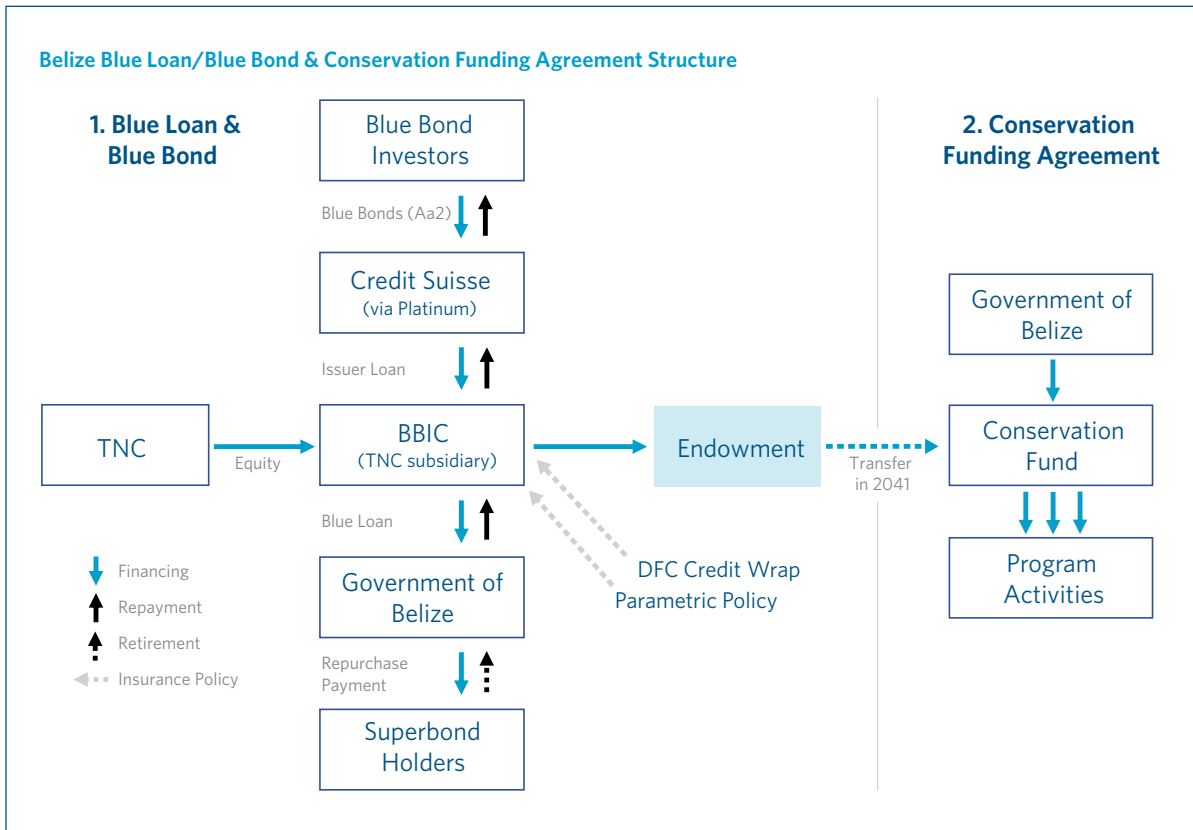 Belize Blue Loan/Blue Bond & Conservation Funding Agreement Structure
1. Blue Loan &
Blue Bond
Blue Bond
Investors
2. Conservation
Funding Agreement
Blue Bonds (Aa2)
Credit Suisse
(via Platinum)
Government of
Belize
Issuer Loan
TNC
Equity
BBIC
(TNC subsidiary)
Endowment
Transfer
in 2041
Conservation
Fund
Blue Loan
Financing
Repayment
Retirement
Insurance Policy
Government of
Belize
DFC Credit Wrap
Parametric Policy
Program
Activities
Repurchase
Payment
Superbond
Holders